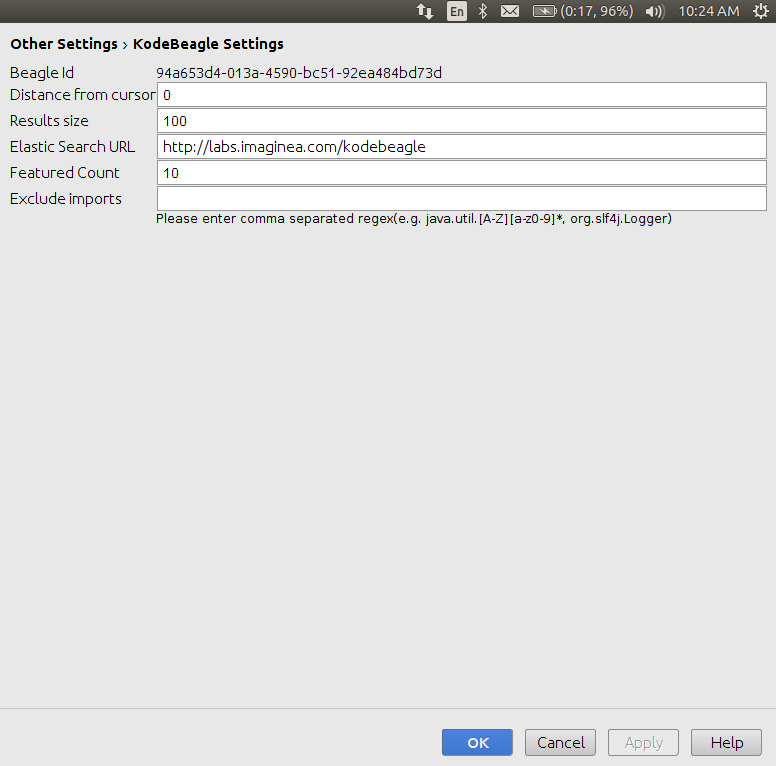 En (0:17, 96%) 10:24 AM
Other Settings › KodeBeagle Settings
Beagle Id 94a653d4-013a-4590-bc51-92ea484bd73d
Distance from cursor 0
Results size 100
Elastic Search URL http://labs.imaginea.com/kodebeagle
Featured Count 10
Exclude imports
Please enter comma separated regex(e.g. java.util.[A-Z][a-z0-9]*, org.slf4j.Logger)
OK Cancel Apply Help